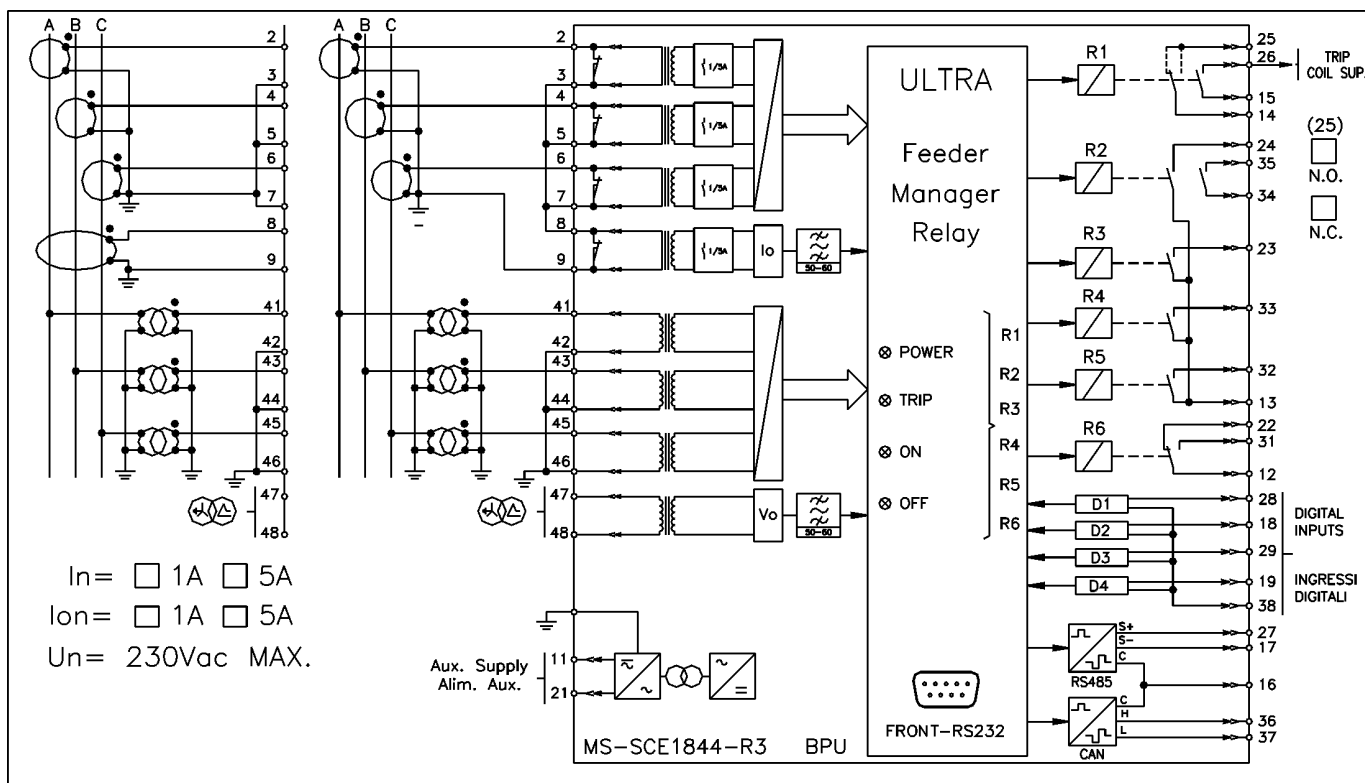 A B C
2
3
4
5
6
7
8
9
41
42
43
44
45
46
47
48
In= 1A 5A
Ion= 1A 5A
Un= 230Vac MAX.
A B C
2
3
4
5
6
7
8
9
41
42
43
44
45
46
47
48
Aux. Supply
Alim. Aux.
11
21
1/5A
1/5A
1/5A
1/5A
Io
50-60
Vo
50-60
MS-SCE1844-R3 BPU
ULTRA
Feeder
Manager
Relay
POWER
TRIP
ON
OFF
R1
R2
R3
R4
R5
R6
FRONT-RS232
R1
R2
R3
R4
R5
R6
D1
D2
D3
D4
S+
S-
C
RS485
C
H
L
CAN
25
26
15
14
24
35
34
23
33
32
13
22
31
12
28
18
29
19
38
27
17
16
36
37
TRIP
COIL SUP.
(25)
N.O.
N.C.
DIGITAL
INPUTS
INGRESSI
DIGITALI